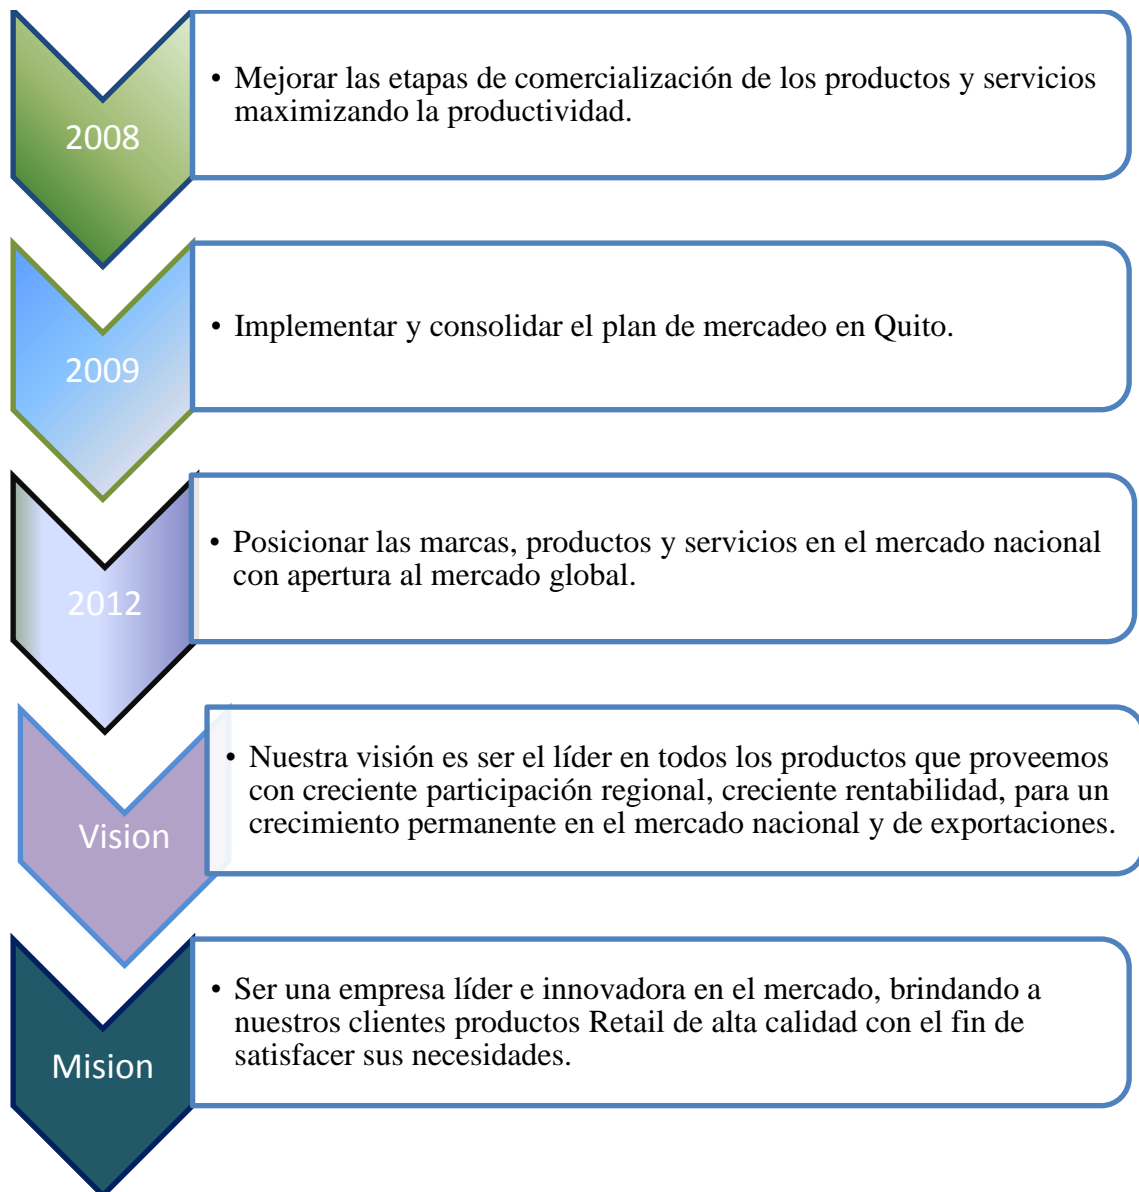 2008
• Mejorar las etapas de comercialización de los productos y servicios
maximizando la productividad.
2009
• Implementar y consolidar el plan de mercadeo en Quito.
2012
• Posicionar las marcas, productos y servicios en el mercado nacional
con apertura al mercado global.
Vision
• Nuestra visión es ser el líder en todos los productos que proveemos
con creciente participación regional, creciente rentabilidad, para un
crecimiento permanente en el mercado nacional y de exportaciones.
Mision
• Ser una empresa líder e innovadora en el mercado, brindando a
nuestros clientes productos Retail de alta calidad con el fin de
satisfacer sus necesidades.